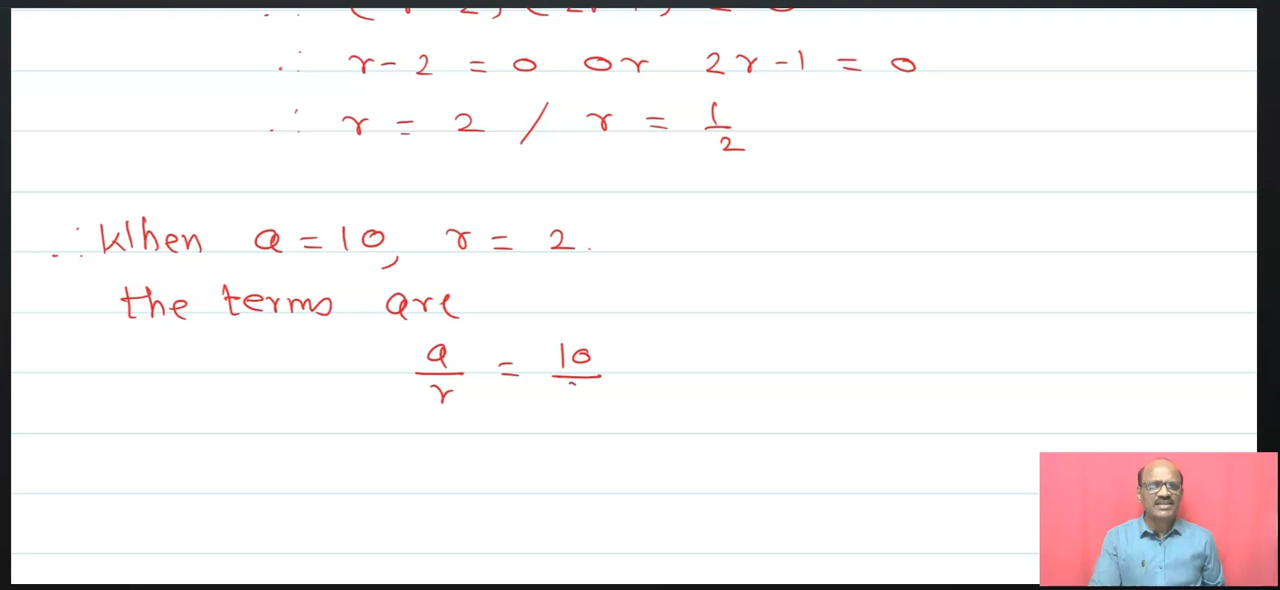 ∴ r - 2 = 0 or 2r - 1 = 0
∴ r = 2 / r = 1/2
∴ When a = 10, r = 2.
the terms are
a/r = 10/